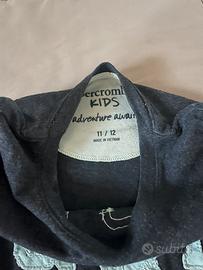 abercrombie
KIDS
adventure awaits
11 / 12
MADE IN VIETNAM
subito